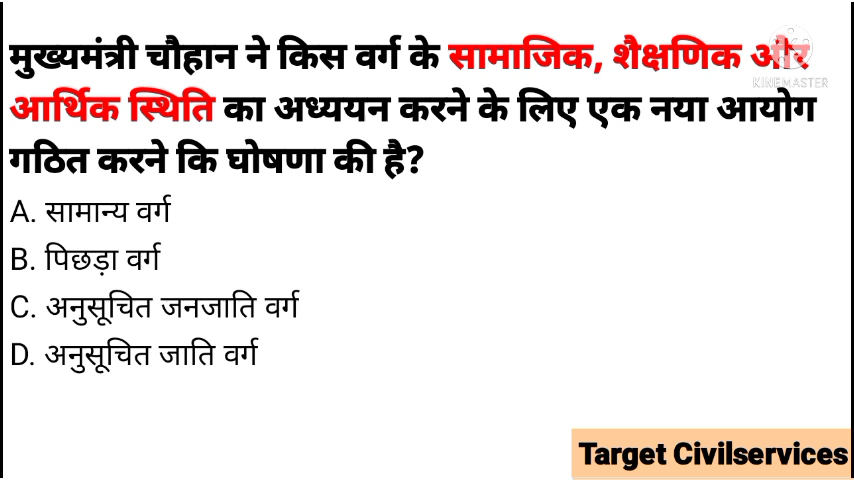 मुख्यमंत्री चौहान ने किस वर्ग के सामाजिक, शैक्षणिक और
KINEMASTER
आर्थिक स्थिति का अध्ययन करने के लिए एक नया आयोग
गठित करने कि घोषणा की है?
A. सामान्य वर्ग
B. पिछड़ा वर्ग
C. अनुसूचित जनजाति वर्ग
D. अनुसूचित जाति वर्ग
Target Civilservices